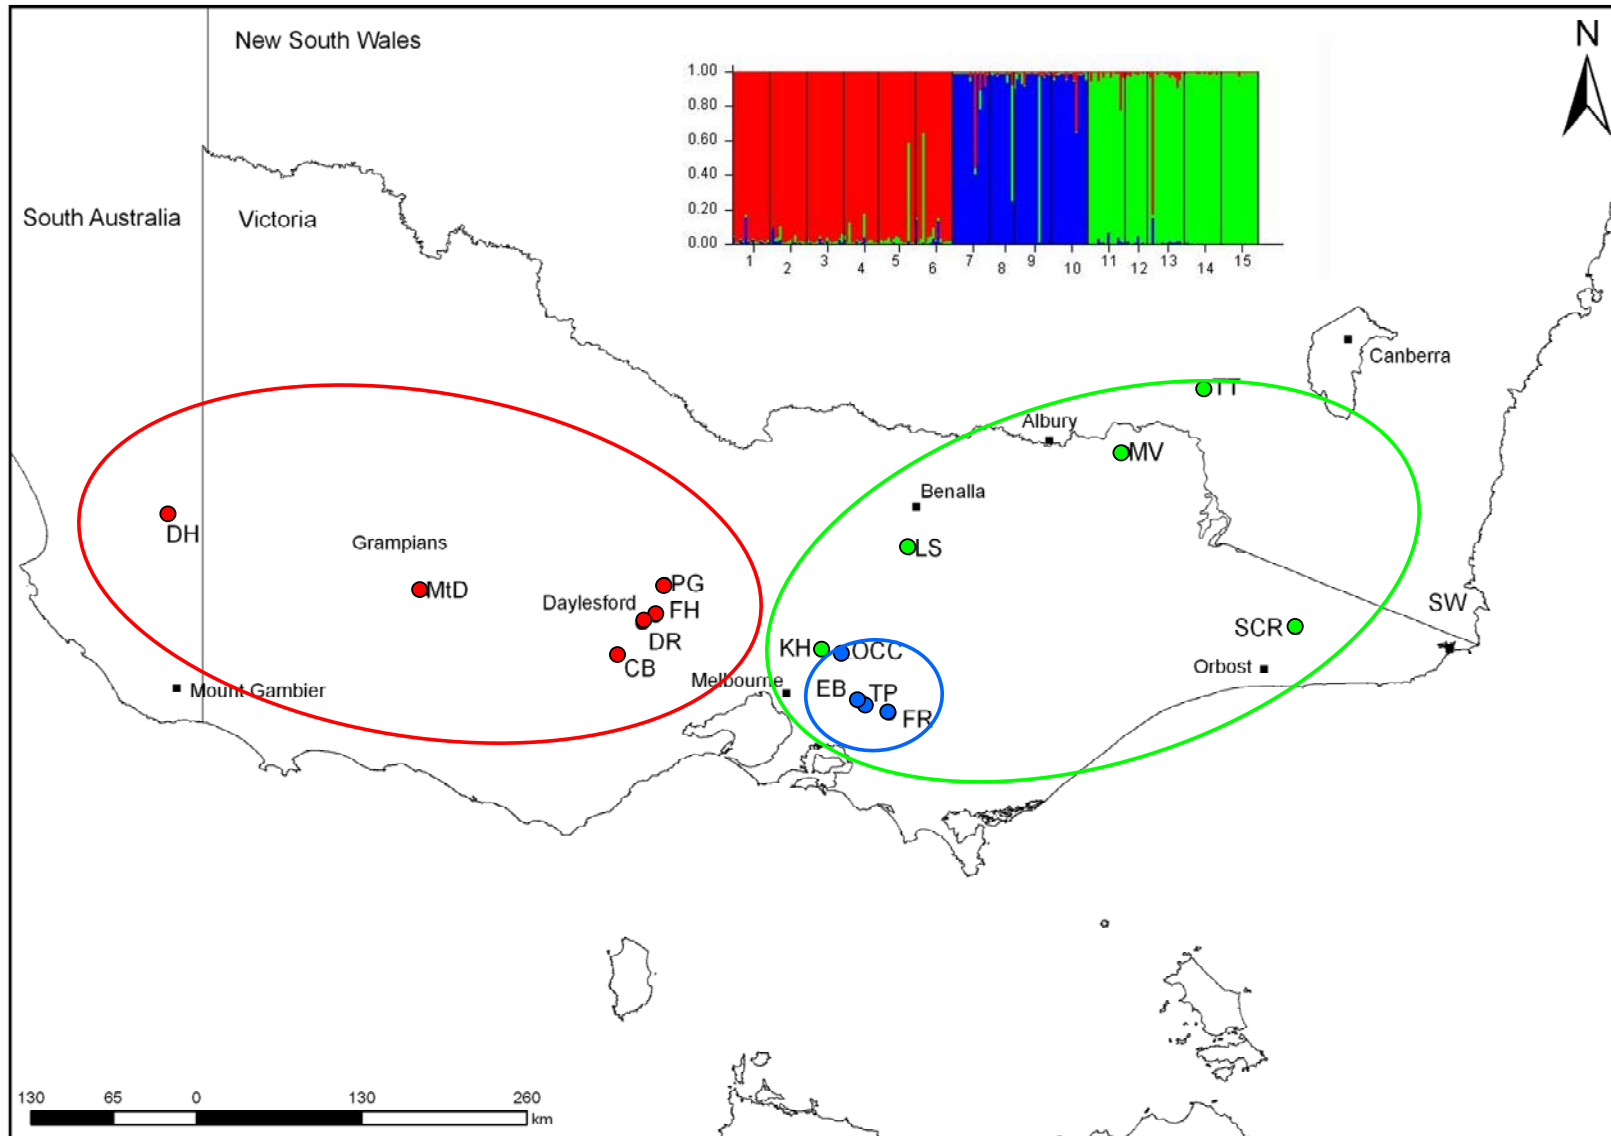 New South Wales
N
South Australia
Victoria
1.00
0.80
0.60
0.40
0.20
0.00
1 2 3 4 5 6 7 8 9 10 11 12 13 14 15
Canberra
TT
Albury
MV
Benalla
DH
Grampians
LS
MtD
PG
Daylesford
FH
SW
DR
SCR
CB
KH
OCC
Mount Gambier
Melbourne
EB
TP
Orbost
FR
130 65 0 130 260
km